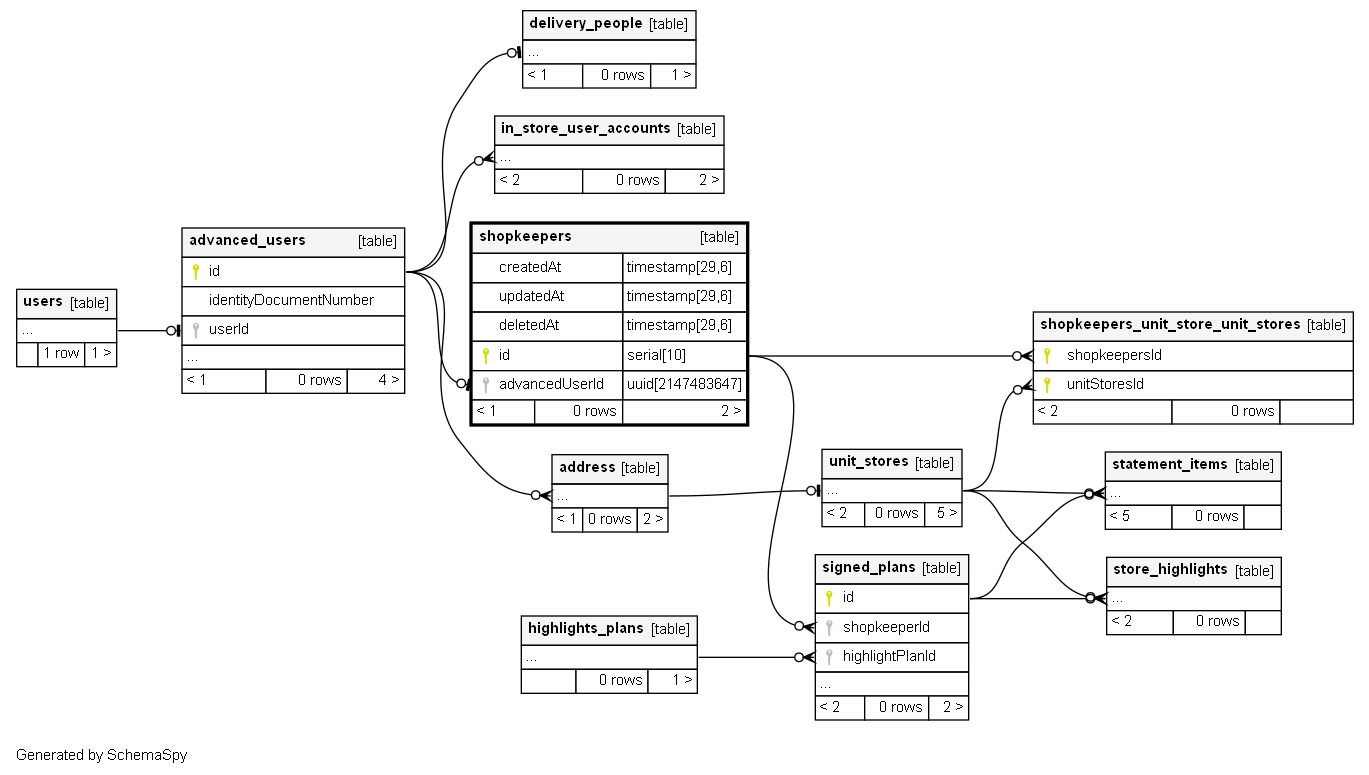 delivery_people [table]
...
< 1 0 rows 1 >
in_store_user_accounts [table]
...
< 2 0 rows 2 >
shopkeepers [table]
createdAt timestamp[29,6]
updatedAt timestamp[29,6]
deletedAt timestamp[29,6]
id serial[10]
advancedUserId uuid[2147483647]
< 1 0 rows 2 >
advanced_users [table]
id
identityDocumentNumber
userId
...
< 1 0 rows 4 >
users [table]
...
1 row 1 >
shopkeepers_unit_store_unit_stores [table]
shopkeepersId
unitStoresId
< 2 0 rows
address [table]
...
< 1 0 rows 2 >
unit_stores [table]
...
< 2 0 rows 5 >
statement_items [table]
...
< 5 0 rows
signed_plans [table]
id
shopkeeperId
highlightPlanId
...
< 2 0 rows 2 >
store_highlights [table]
...
< 2 0 rows
highlights_plans [table]
...
0 rows 1 >
Generated by SchemaSpy